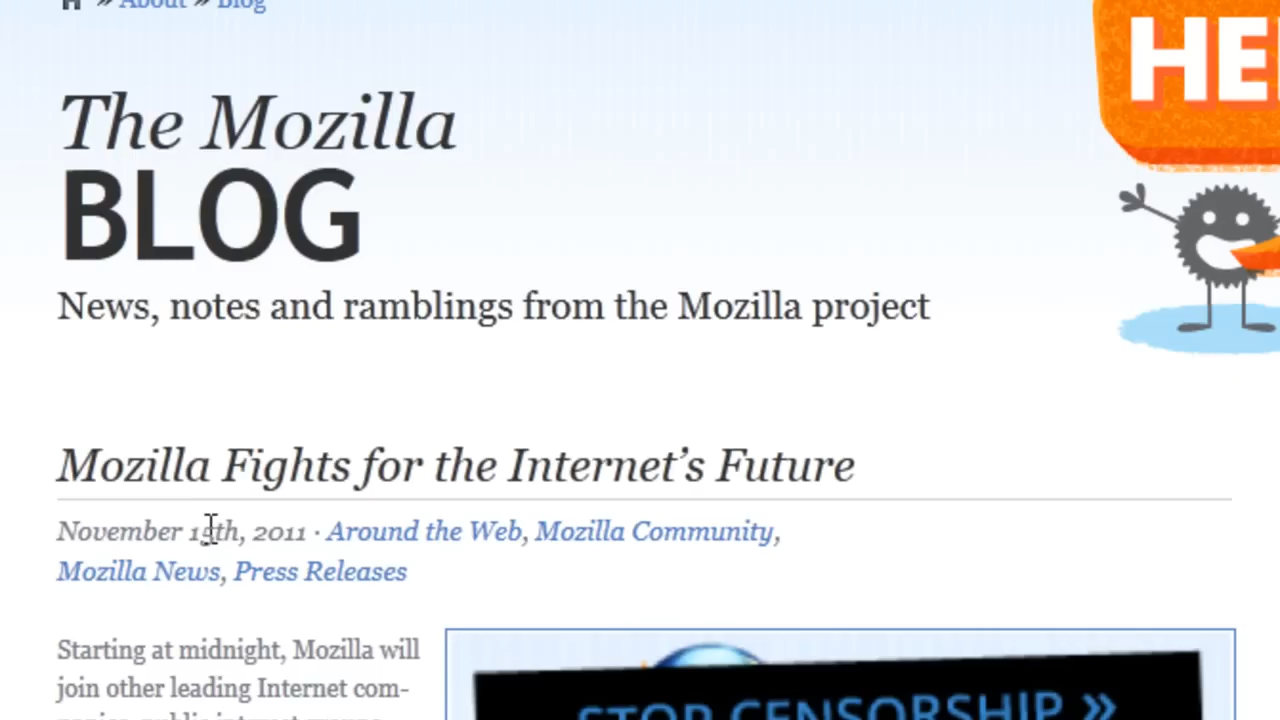 » About » Blog
HE
The Mozilla
BLOG
News, notes and ramblings from the Mozilla project
Mozilla Fights for the Internet’s Future
November 15th, 2011 · Around the Web, Mozilla Community,
Mozilla News, Press Releases
Starting at midnight, Mozilla will
join other leading Internet com-
STOP CENSORSHIP »